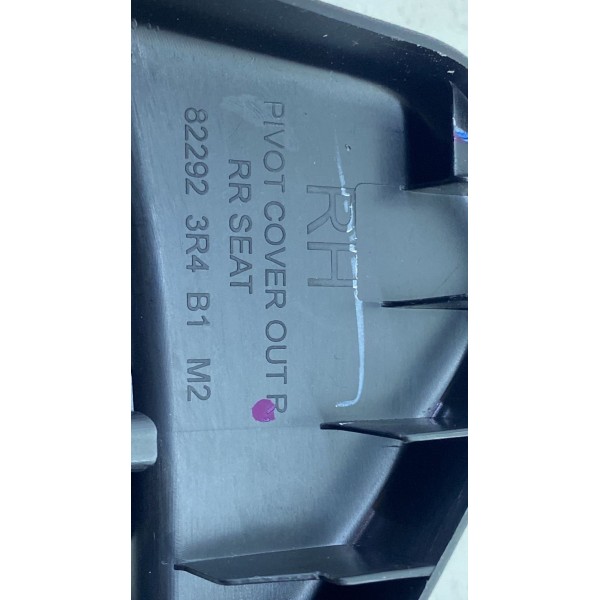 RH
PIVOT COVER OUT R
RR SEAT
82292 3R4 B1 M2